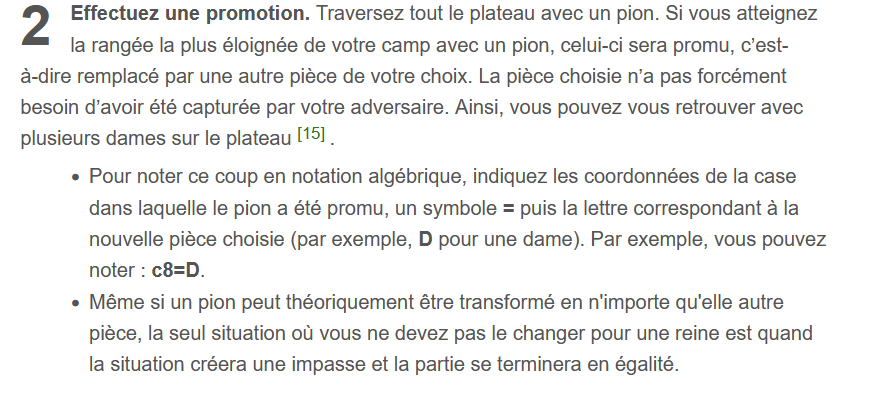 2 Effectuez une promotion. Traversez tout le plateau avec un pion. Si vous atteignez
la rangée la plus éloignée de votre camp avec un pion, celui-ci sera promu, c’est-
à-dire remplacé par une autre pièce de votre choix. La pièce choisie n’a pas forcément
besoin d’avoir été capturée par votre adversaire. Ainsi, vous pouvez vous retrouver avec
plusieurs dames sur le plateau [15] .
• Pour noter ce coup en notation algébrique, indiquez les coordonnées de la case
dans laquelle le pion a été promu, un symbole = puis la lettre correspondant à la
nouvelle pièce choisie (par exemple, D pour une dame). Par exemple, vous pouvez
noter : c8=D.
• Même si un pion peut théoriquement être transformé en n'importe qu'elle autre
pièce, la seul situation où vous ne devez pas le changer pour une reine est quand
la situation créera une impasse et la partie se terminera en égalité.